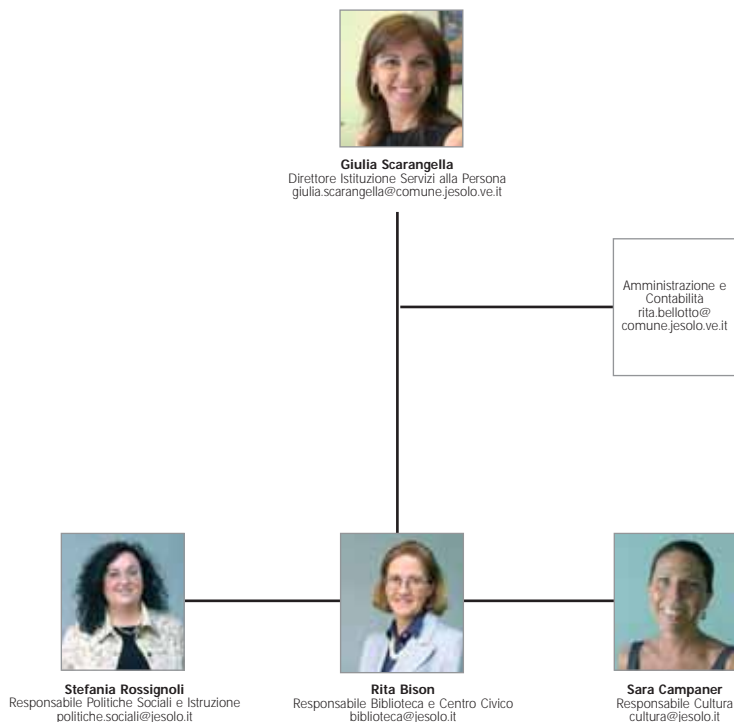 Giulia Scarangella
Direttore Istituzione Servizi alla Persona
giulia.scarangella@comune.jesolo.ve.it
Amministrazione e
Contabilità
rita.bellotto@
comune.jesolo.ve.it
Stefania Rossignoli
Responsabile Politiche Sociali e Istruzione
politiche.sociali@jesolo.it
Rita Bison
Responsabile Biblioteca e Centro Civico
biblioteca@jesolo.it
Sara Campaner
Responsabile Cultura
cultura@jesolo.it